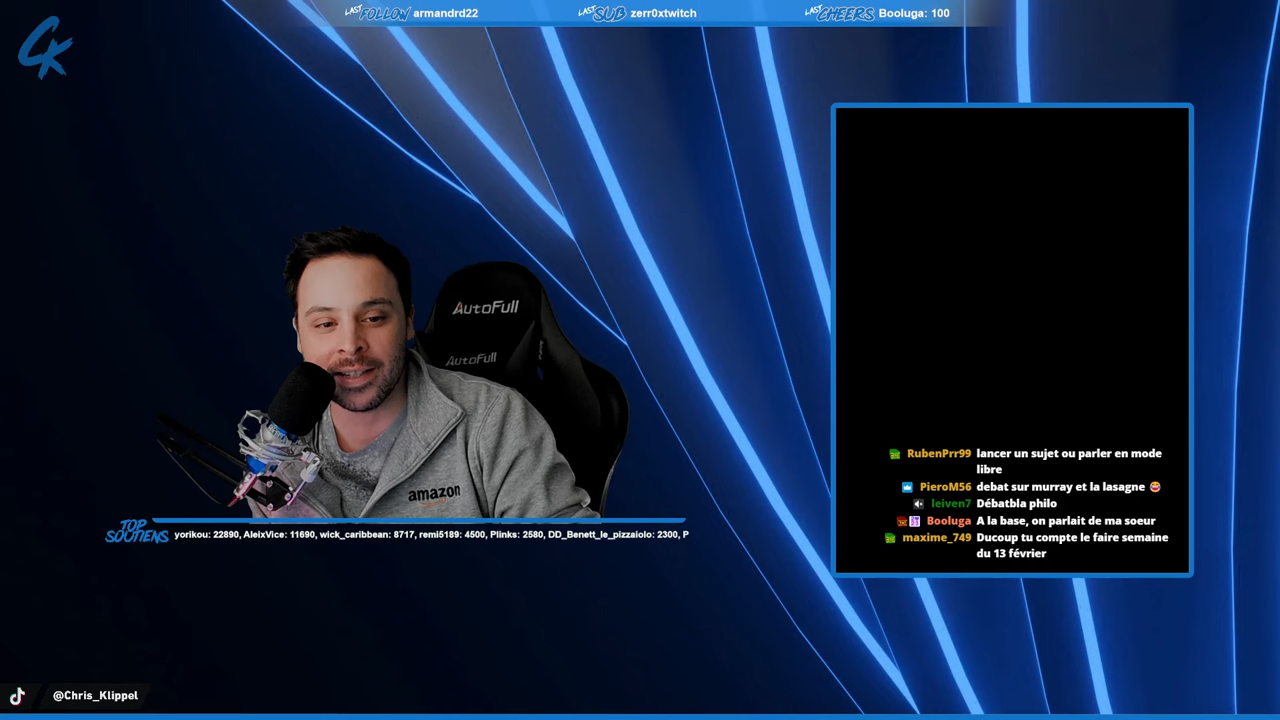 LAST FOLLOW armandrd22
LAST SUB zerr0xtwitch
LAST CHEERS Booluga: 100
CK
AutoFull
AutoFull
amazon
RubenPrr99 lancer un sujet ou parler en mode
libre
PieroM56 debat sur murray et la lasagne 😂
leiven7 Débatbla philo
Booluga A la base, on parlait de ma soeur
maxime_749 Ducoup tu compte le faire semaine
du 13 février
TOP
SOUTIENS yorikou: 22890, AleixVice: 11690, wick_caribbean: 8717, remi5189: 4500, Plinks: 2580, DD_Benett_le_pizzaiolo: 2300, P
@Chris_Klippel